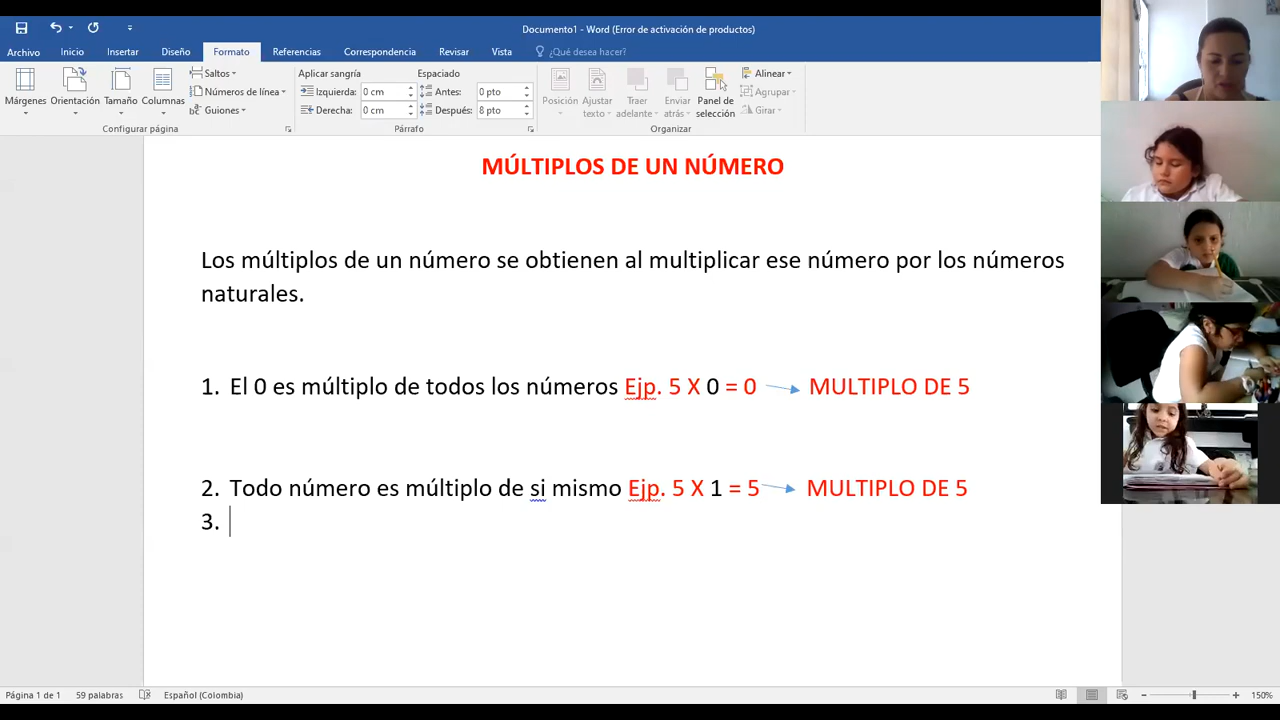 Documento1 - Word (Error de activación de productos)
Archivo Inicio Insertar Diseño Formato Referencias Correspondencia Revisar Vista ¿Qué desea hacer?
Márgenes Orientación Tamaño Columnas
Saltos
Números de línea
Guiones
Configurar página
Aplicar sangría Espaciado
Izquierda: 0 cm Antes: 0 pto
Derecha: 0 cm Después: 8 pto
Párrafo
Posición Ajustar texto Traer adelante Enviar atrás Panel de selección
Alinear
Agrupar
Girar
Organizar
MÚLTIPLOS DE UN NÚMERO
Los múltiplos de un número se obtienen al multiplicar ese número por los números
naturales.
1. El 0 es múltiplo de todos los números Ejp. 5 X 0 = 0 MULTIPLO DE 5
2. Todo número es múltiplo de si mismo Ejp. 5 X 1 = 5 MULTIPLO DE 5
3.
Página 1 de 1 59 palabras Español (Colombia) 150%